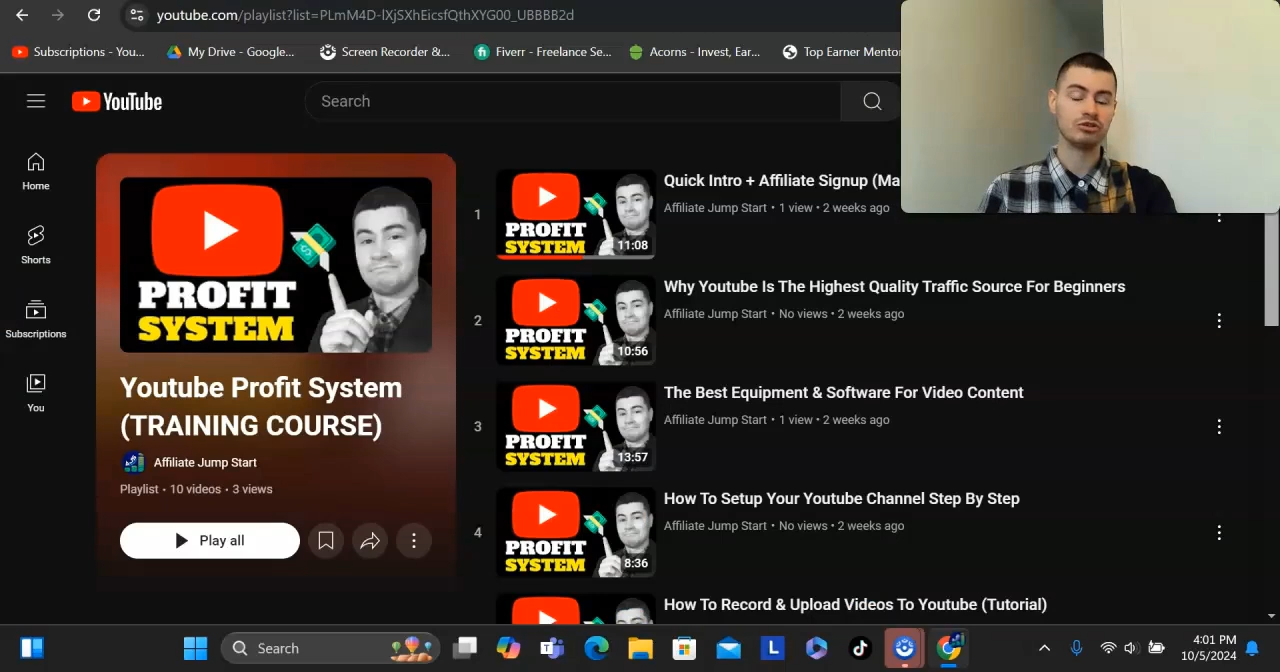 youtube.com/playlist?list=PLmM4D-lXjSXhEicsfQthXYG00_UBBBB2d
Subscriptions - You...
My Drive - Google...
Screen Recorder &...
Fiverr - Freelance Se...
Acorns - Invest, Ear...
Top Earner Mento
YouTube
Search
Home
Shorts
Subscriptions
You
PROFIT
SYSTEM
Youtube Profit System
(TRAINING COURSE)
Affiliate Jump Start
Playlist • 10 videos • 3 views
Play all
1
PROFIT
SYSTEM
11:08
Quick Intro + Affiliate Signup (Ma
Affiliate Jump Start • 1 view • 2 weeks ago
2
PROFIT
SYSTEM
10:56
Why Youtube Is The Highest Quality Traffic Source For Beginners
Affiliate Jump Start • No views • 2 weeks ago
3
PROFIT
SYSTEM
13:57
The Best Equipment & Software For Video Content
Affiliate Jump Start • 1 view • 2 weeks ago
4
PROFIT
SYSTEM
8:36
How To Setup Your Youtube Channel Step By Step
Affiliate Jump Start • No views • 2 weeks ago
How To Record & Upload Videos To Youtube (Tutorial)
Search
4:01 PM
10/5/2024